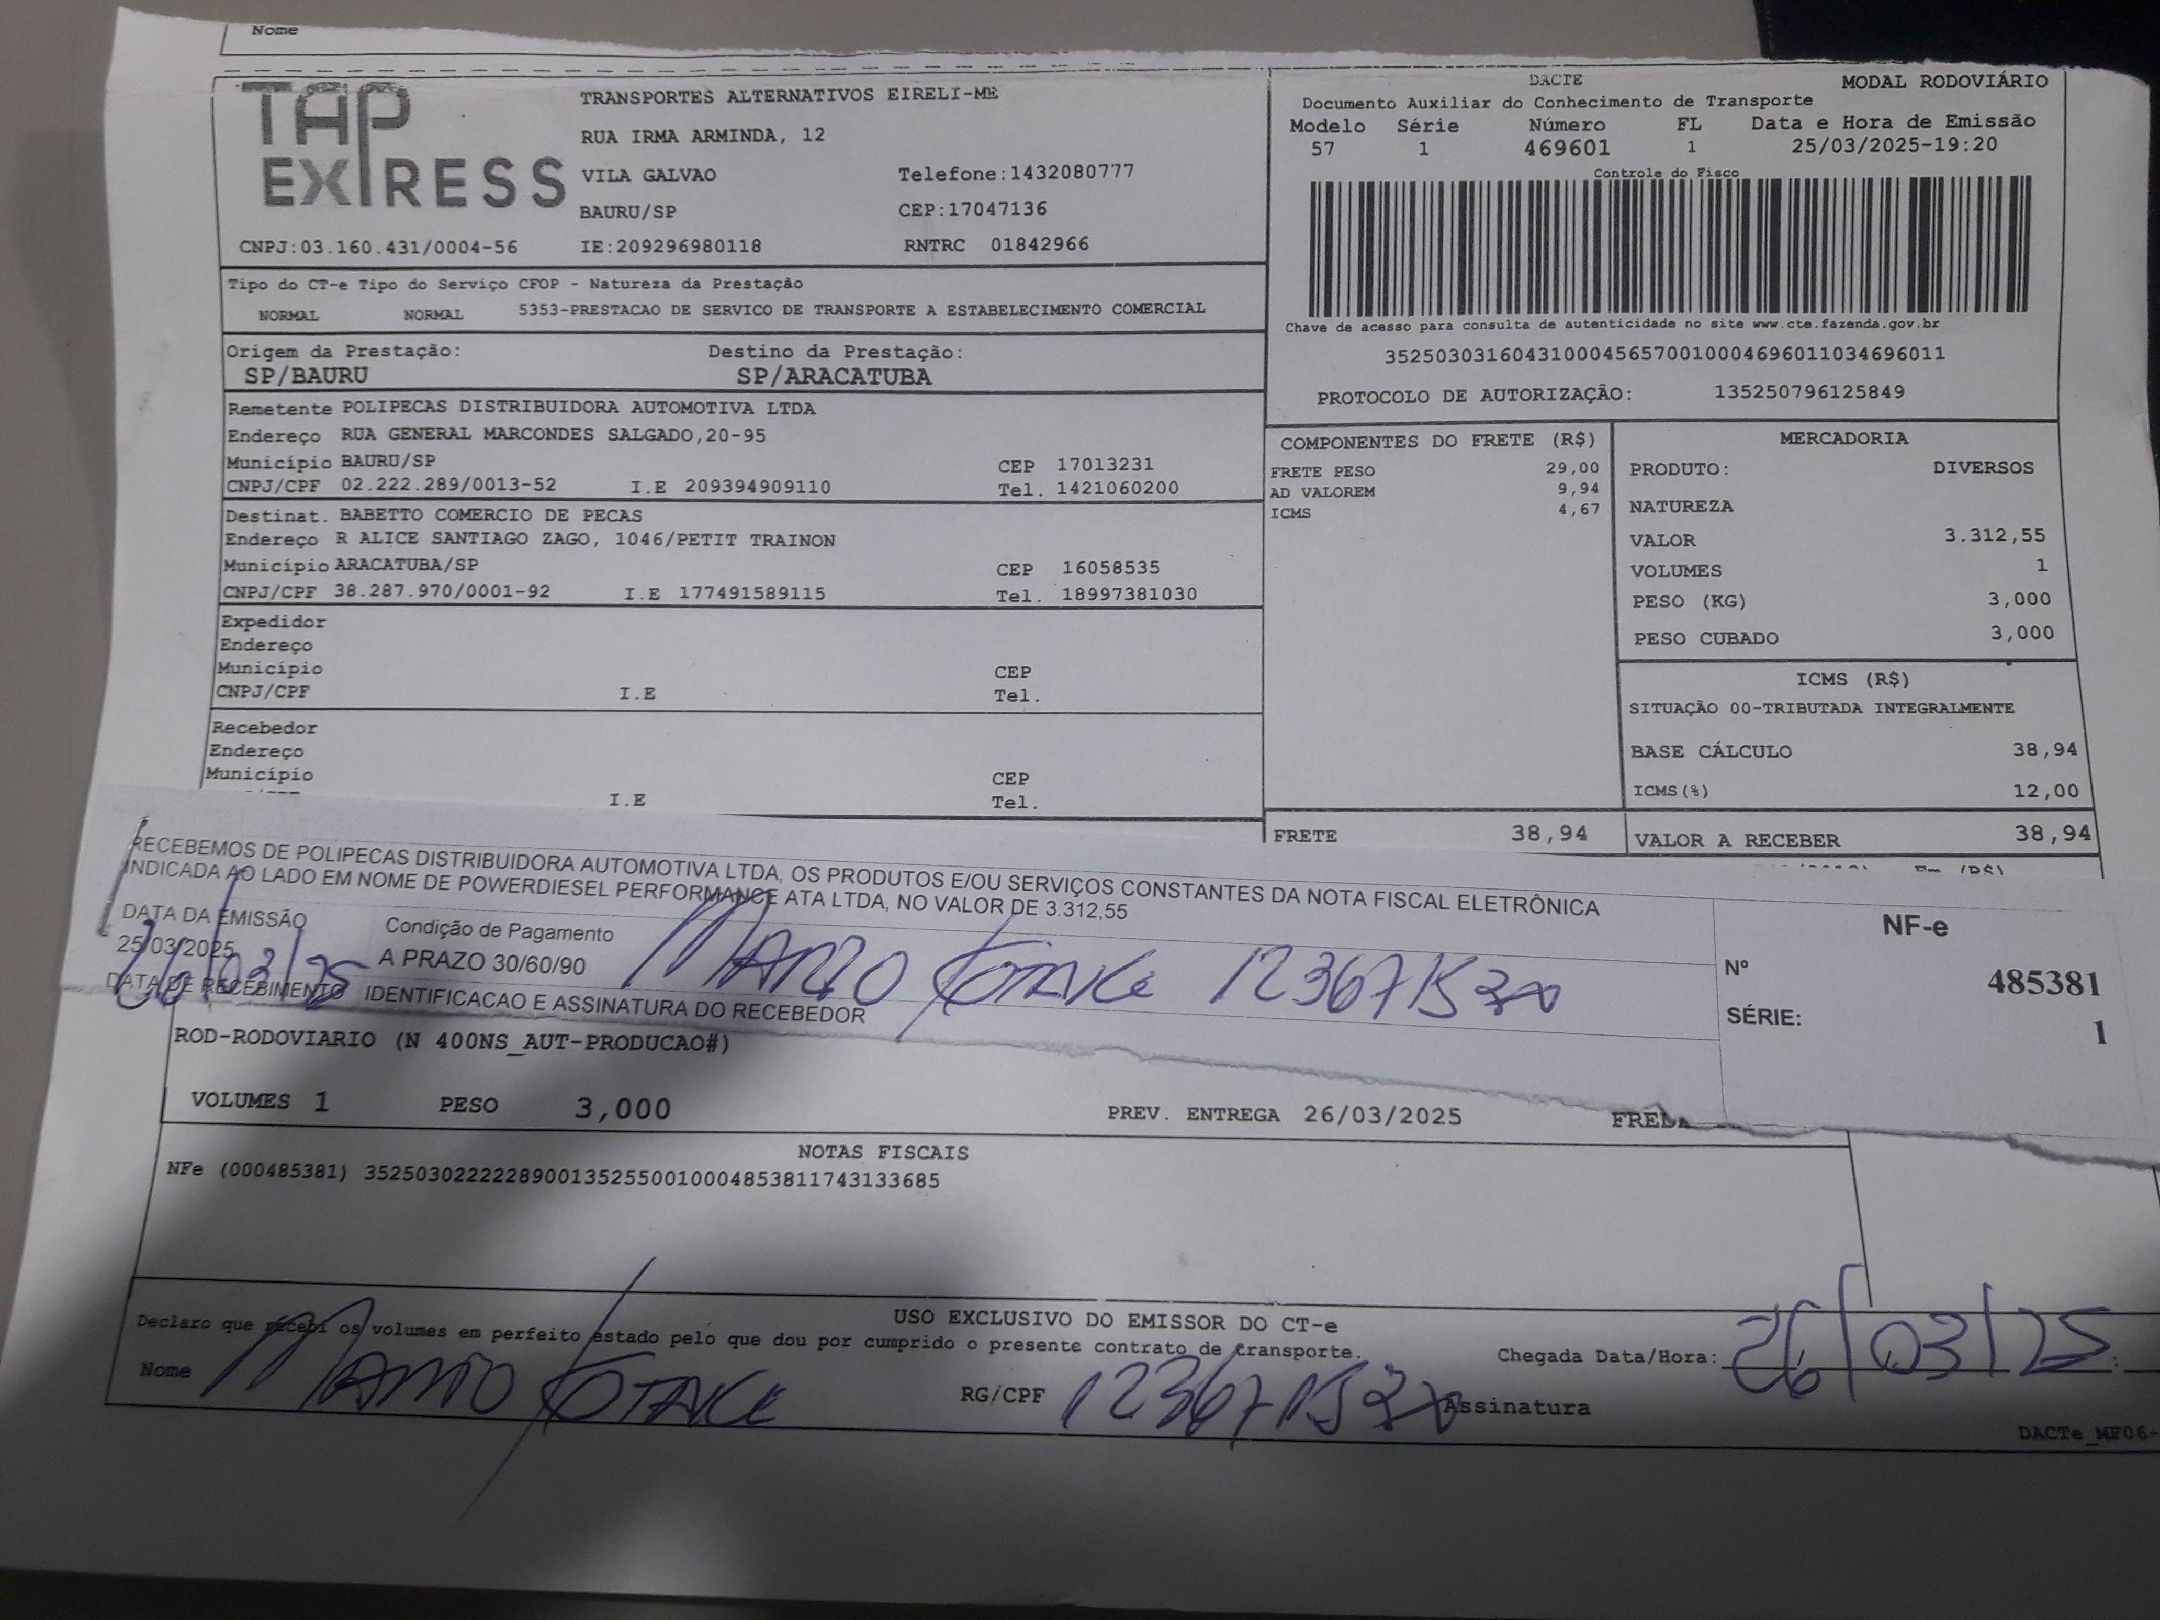 Nome
TAP EXPRESS
TRANSPORTES ALTERNATIVOS EIRELI-ME
RUA IRMA ARMINDA, 12
VILA GALVAO Telefone:1432080777
BAURU/SP CEP:17047136
CNPJ:03.160.431/0004-56 IE:209296980118 RNTRC 01842966
DACTE MODAL RODOVIÁRIO
Documento Auxiliar do Conhecimento de Transporte
Modelo Série Número FL Data e Hora de Emissão
57 1 469601 1 25/03/2025-19:20
Controle do Fisco
Chave de acesso para consulta de autenticidade no site www.cte.fazenda.gov.br
35250303160431000456570010004696011034696011
PROTOCOLO DE AUTORIZAÇÃO: 135250796125849
Tipo do CT-e Tipo do Serviço CFOP - Natureza da Prestação
NORMAL NORMAL 5353-PRESTACAO DE SERVICO DE TRANSPORTE A ESTABELECIMENTO COMERCIAL
Origem da Prestação: Destino da Prestação:
SP/BAURU SP/ARACATUBA
Remetente POLIPECAS DISTRIBUIDORA AUTOMOTIVA LTDA
Endereço RUA GENERAL MARCONDES SALGADO,20-95
Município BAURU/SP CEP 17013231
CNPJ/CPF 02.222.289/0013-52 I.E 209394909110 Tel. 1421060200
Destinat. BABETTO COMERCIO DE PECAS
Endereço R ALICE SANTIAGO ZAGO, 1046/PETIT TRAINON
Município ARACATUBA/SP CEP 16058535
CNPJ/CPF 38.287.970/0001-92 I.E 177491589115 Tel. 18997381030
Expedidor
Endereço
Município CEP
CNPJ/CPF I.E Tel.
Recebedor
Endereço
Município CEP
I.E Tel.
COMPONENTES DO FRETE (R$)
FRETE PESO 29,00
AD VALOREM 9,94
ICMS 4,67
FRETE 38,94
MERCADORIA
PRODUTO: DIVERSOS
NATUREZA
VALOR 3.312,55
VOLUMES 1
PESO (KG) 3,000
PESO CUBADO 3,000
ICMS (R$)
SITUAÇÃO 00-TRIBUTADA INTEGRALMENTE
BASE CÁLCULO 38,94
ICMS(%) 12,00
VALOR A RECEBER 38,94
RECEBEMOS DE POLIPECAS DISTRIBUIDORA AUTOMOTIVA LTDA, OS PRODUTOS E/OU SERVIÇOS CONSTANTES DA NOTA FISCAL ELETRÔNICA
INDICADA AO LADO EM NOME DE POWERDIESEL PERFORMANCE ATA LTDA, NO VALOR DE 3.312,55
DATA DA EMISSÃO Condição de Pagamento
25/03/2025 A PRAZO 30/60/90
26/03/25
DATA DE RECEBIMENTO IDENTIFICACAO E ASSINATURA DO RECEBEDOR
NF-e
Nº 485381
SÉRIE: 1
ROD-RODOVIARIO (N 400NS_AUT-PRODUCAO#)
VOLUMES 1 PESO 3,000 PREV. ENTREGA 26/03/2025
NOTAS FISCAIS
NFe (000485381) 35250302222289001352550010004853811743133685
USO EXCLUSIVO DO EMISSOR DO CT-e
Declaro que recebi os volumes em perfeito estado pelo que dou por cumprido o presente contrato de transporte.
Nome RG/CPF Assinatura
Chegada Data/Hora: 26/03/25